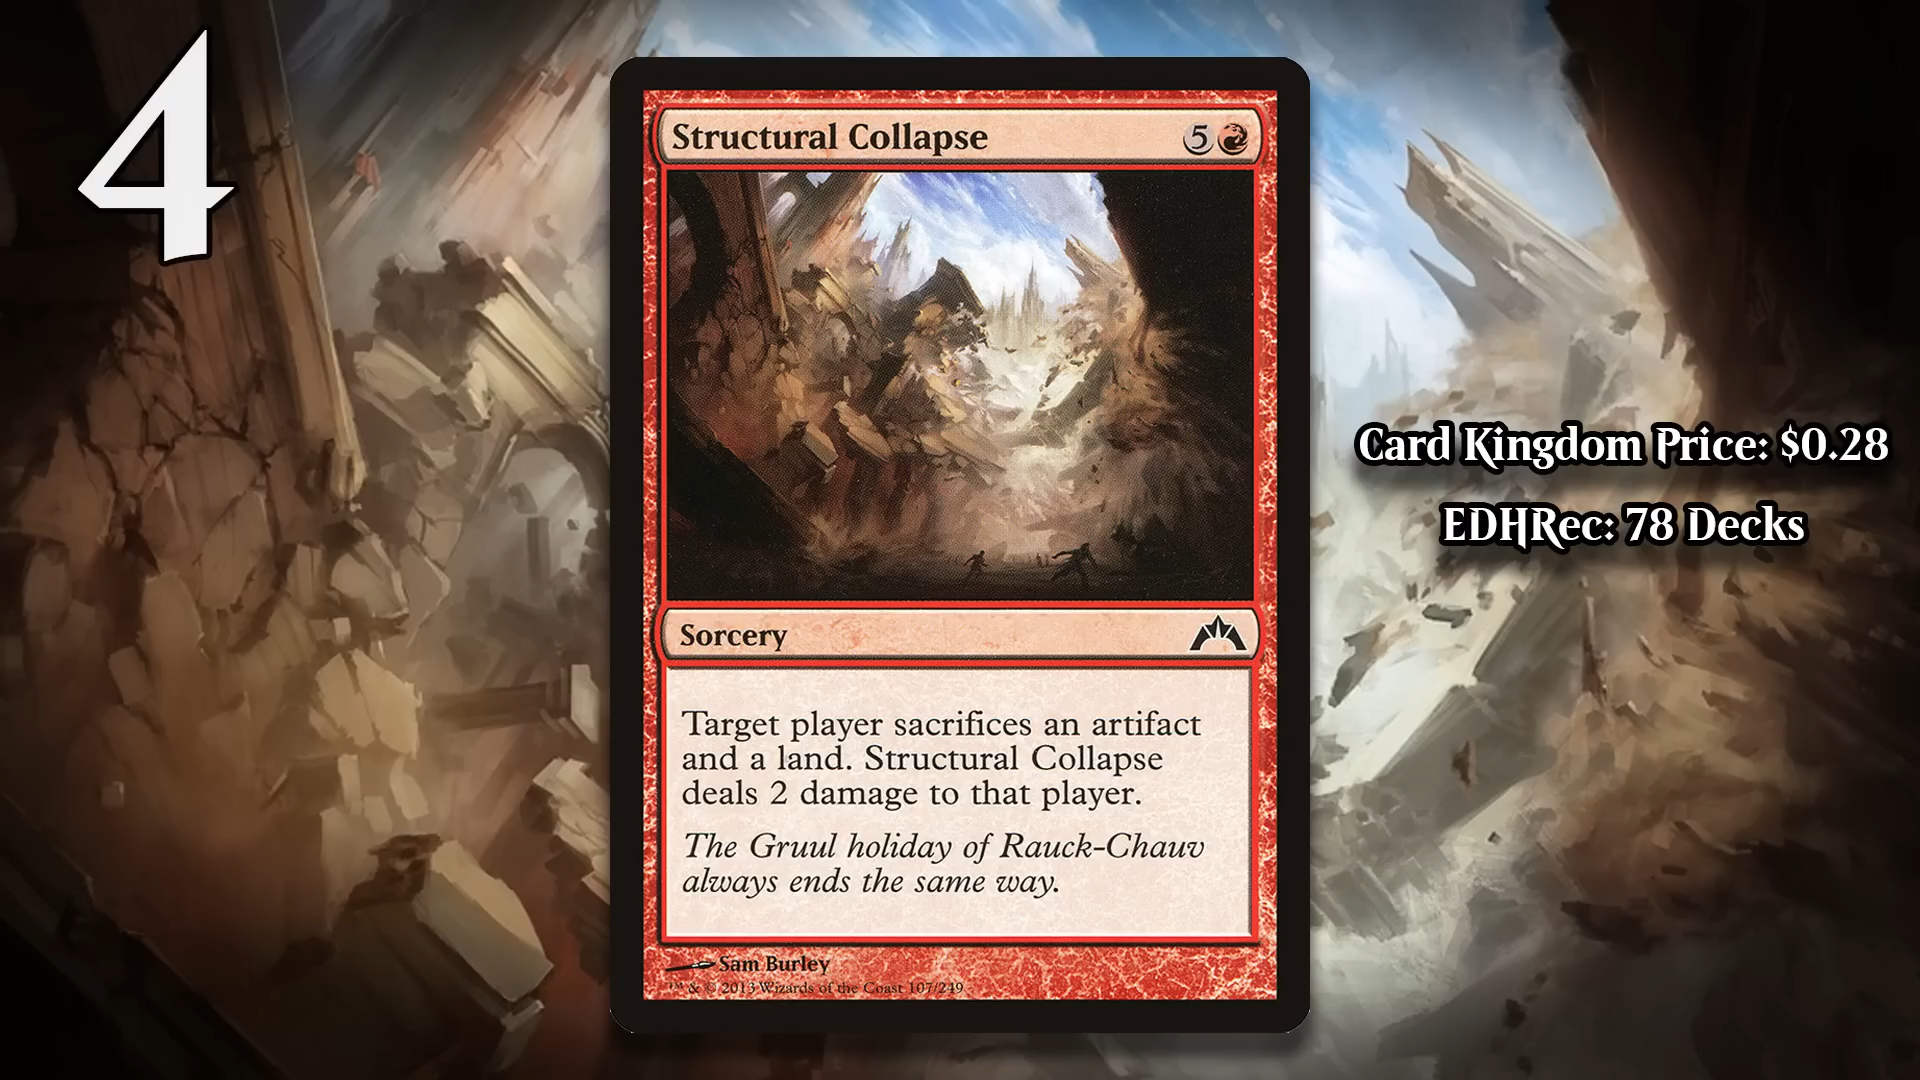 4
Structural Collapse
5
Sorcery
Target player sacrifices an artifact
and a land. Structural Collapse
deals 2 damage to that player.
The Gruul holiday of Rauck-Chauv
always ends the same way.
Sam Burley
™ & © 2013 Wizards of the Coast 107/249
Card Kingdom Price: $0.28
EDHRec: 78 Decks